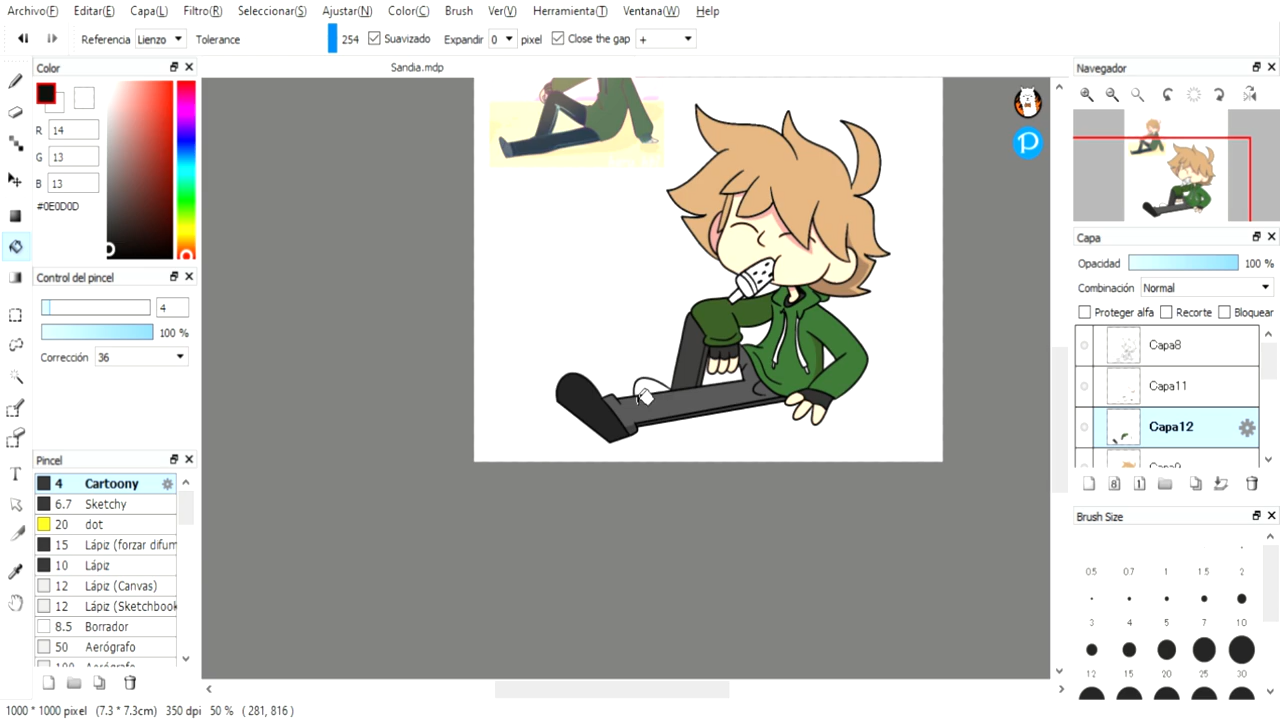 Archivo(F) Editar(E) Capa(L) Filtro(R) Seleccionar(S) Ajustar(N) Color(C) Brush Ver(V) Herramienta(T) Ventana(W) Help
Referencia Lienzo Tolerance 254 Suavizado Expandir 0 pixel Close the gap +
Color
R 14
G 13
B 13
#0E0D0D
Control del pincel
4
100 %
Corrección 36
Pincel
4 Cartoony
6.7 Sketchy
20 dot
15 Lápiz (forzar difum
10 Lápiz
12 Lápiz (Canvas)
12 Lápiz (Sketchbook
8.5 Borrador
50 Aerógrafo
100 Aerógrafo
Sandia.mdp
Navegador
Capa
Opacidad 100 %
Combinación Normal
Proteger alfa Recorte Bloquear
Capa8
Capa11
Capa12
Capa9
8 1
Brush Size
0.5 0.7 1 1.5 2
3 4 5 7 10
12 15 20 25 30
1000 * 1000 pixel (7.3 * 7.3cm) 350 dpi 50 % ( 281, 816 )